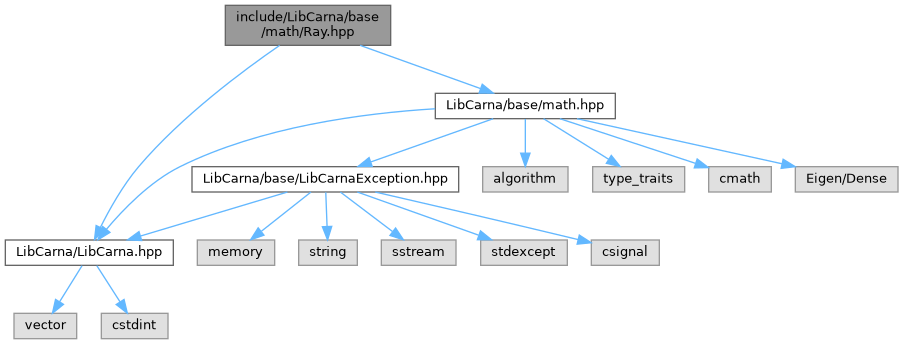 include/LibCarna/base
/math/Ray.hpp
LibCarna/base/math.hpp
LibCarna/base/LibCarnaException.hpp
algorithm
type_traits
cmath
Eigen/Dense
LibCarna/LibCarna.hpp
memory
string
sstream
stdexcept
csignal
vector
cstdint